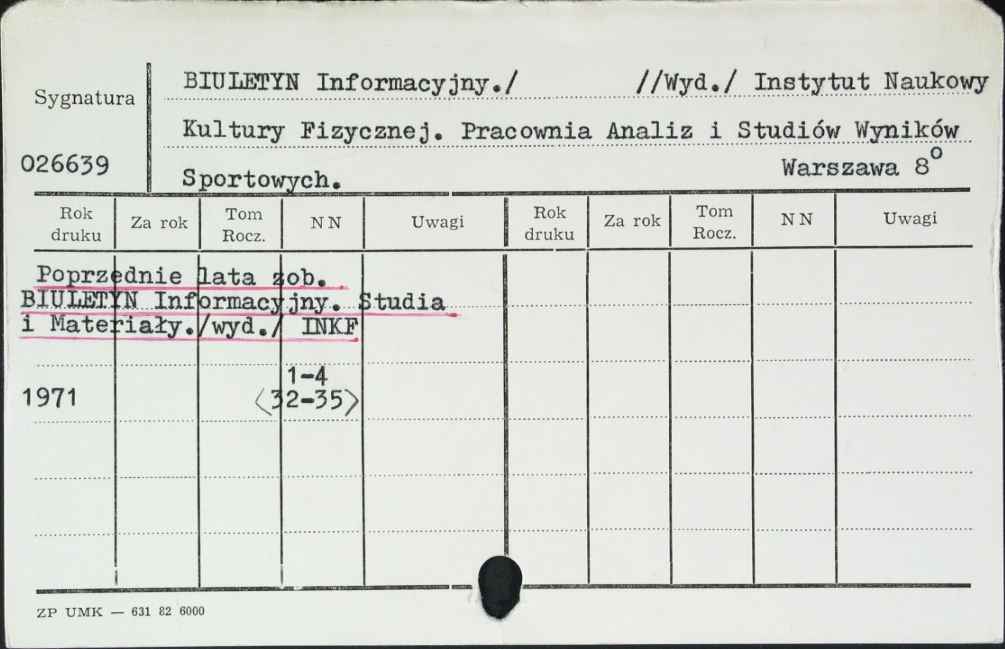 BIULETYN Informacyjny./ //Wyd./ Instytut Naukowy
Sygnatura
Kultury Fizycznej. Pracownia Analiz i Studiów Wyników
026639
Sportowych. Warszawa 8°
Rok druku Za rok Tom Rocz. NN Uwagi Rok druku Za rok Tom Rocz. NN Uwagi
Poprzednie lata zob.
BIULETYN Informacyjny. Studia
i Materiały./wyd./ INKF
1-4
1971 <32-35>
ZP UMK — 631 82 6000